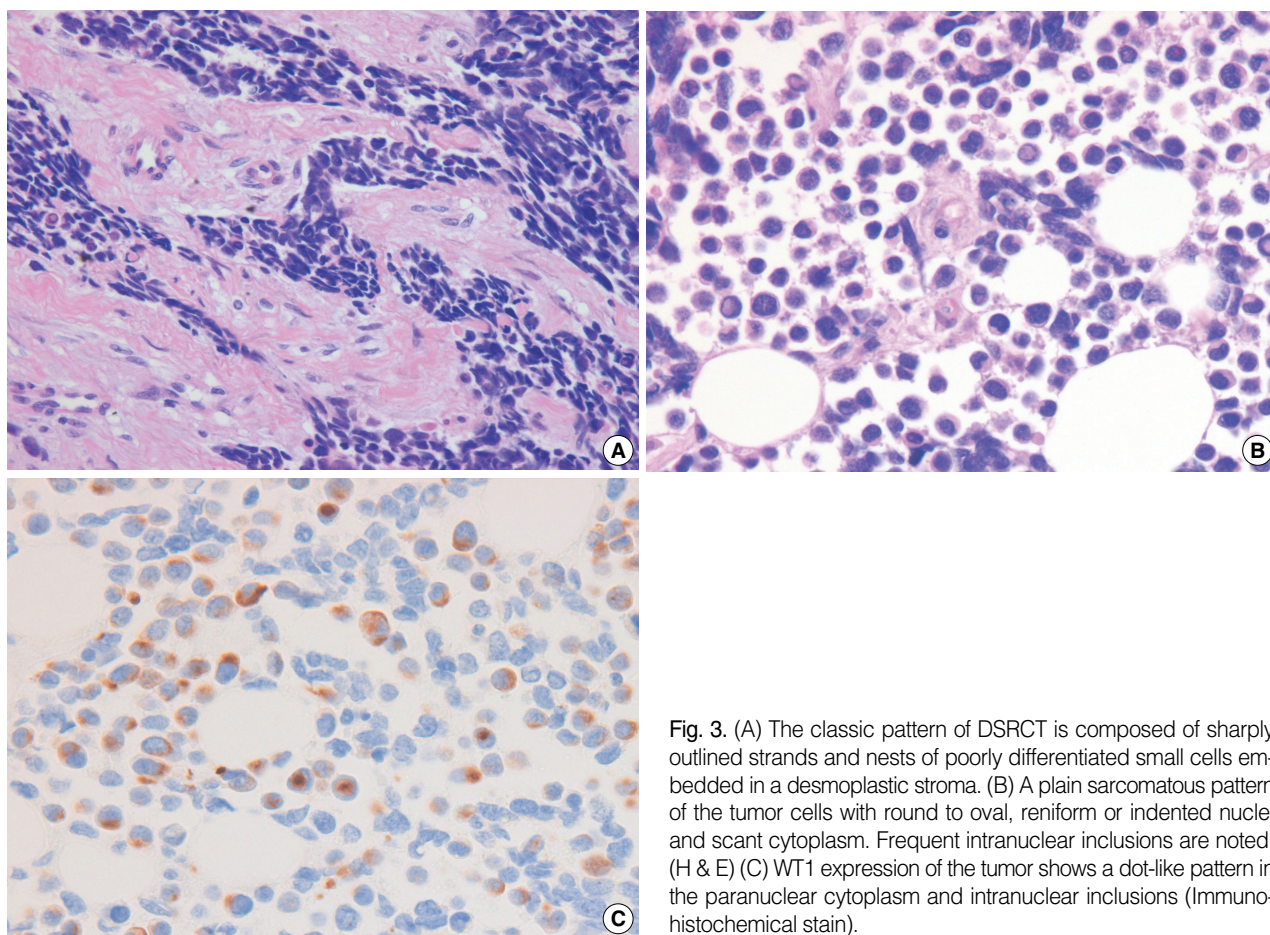 A
B
C
Fig. 3. (A) The classic pattern of DSRCT is composed of sharply
outlined strands and nests of poorly differentiated small cells em-
bedded in a desmoplastic stroma. (B) A plain sarcomatous pattern
of the tumor cells with round to oval, reniform or indented nucle
and scant cytoplasm. Frequent intranuclear inclusions are noted
(H & E) (C) WT1 expression of the tumor shows a dot-like pattern in
the paranuclear cytoplasm and intranuclear inclusions (Immuno-
histochemical stain).